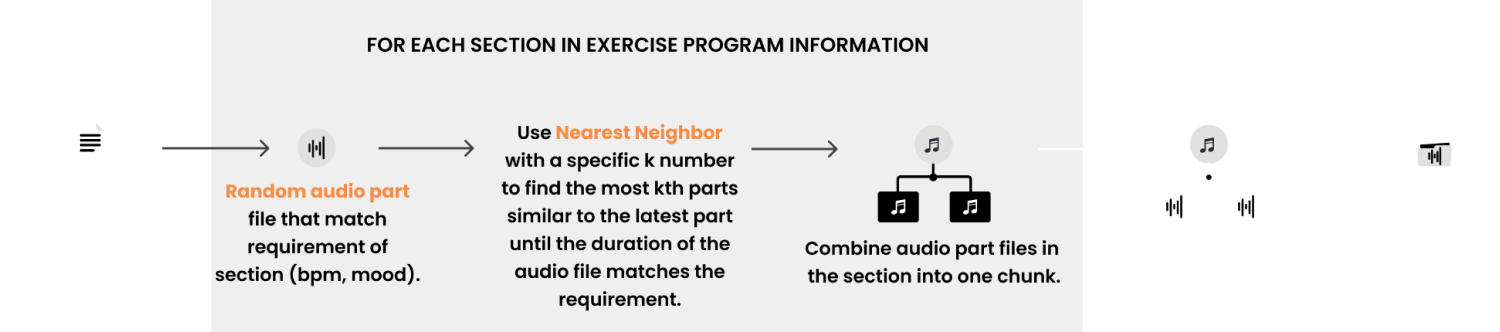 FOR EACH SECTION IN EXERCISE PROGRAM INFORMATION
Random audio part
file that match
requirement of
section (bpm, mood).
Use Nearest Neighbor
with a specific k number
to find the most kth parts
similar to the latest part
until the duration of the
audio file matches the
requirement.
Combine audio part files in
the section into one chunk.